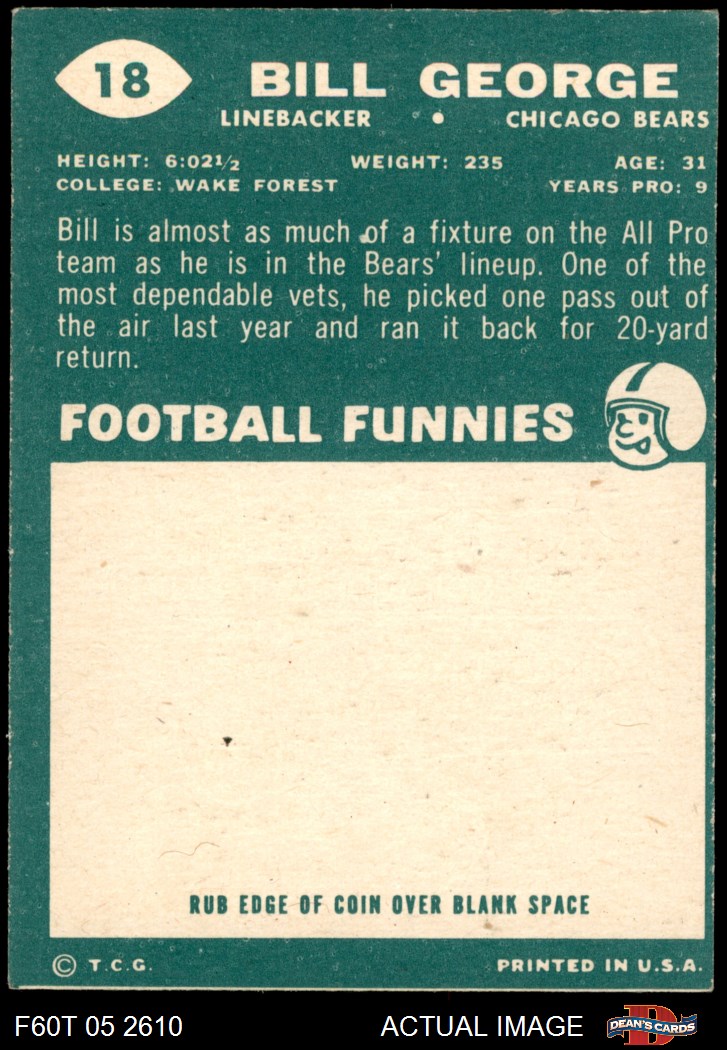 18
BILL GEORGE
LINEBACKER • CHICAGO BEARS
HEIGHT: 6:02½ WEIGHT: 235 AGE: 31
COLLEGE: WAKE FOREST YEARS PRO: 9
Bill is almost as much of a fixture on the All Pro
team as he is in the Bears' lineup. One of the
most dependable vets, he picked one pass out of
the air last year and ran it back for 20-yard
return.
FOOTBALL FUNNIES
RUB EDGE OF COIN OVER BLANK SPACE
© T.C.G. PRINTED IN U.S.A.
F60T 05 2610 ACTUAL IMAGE DEAN'S CARDS